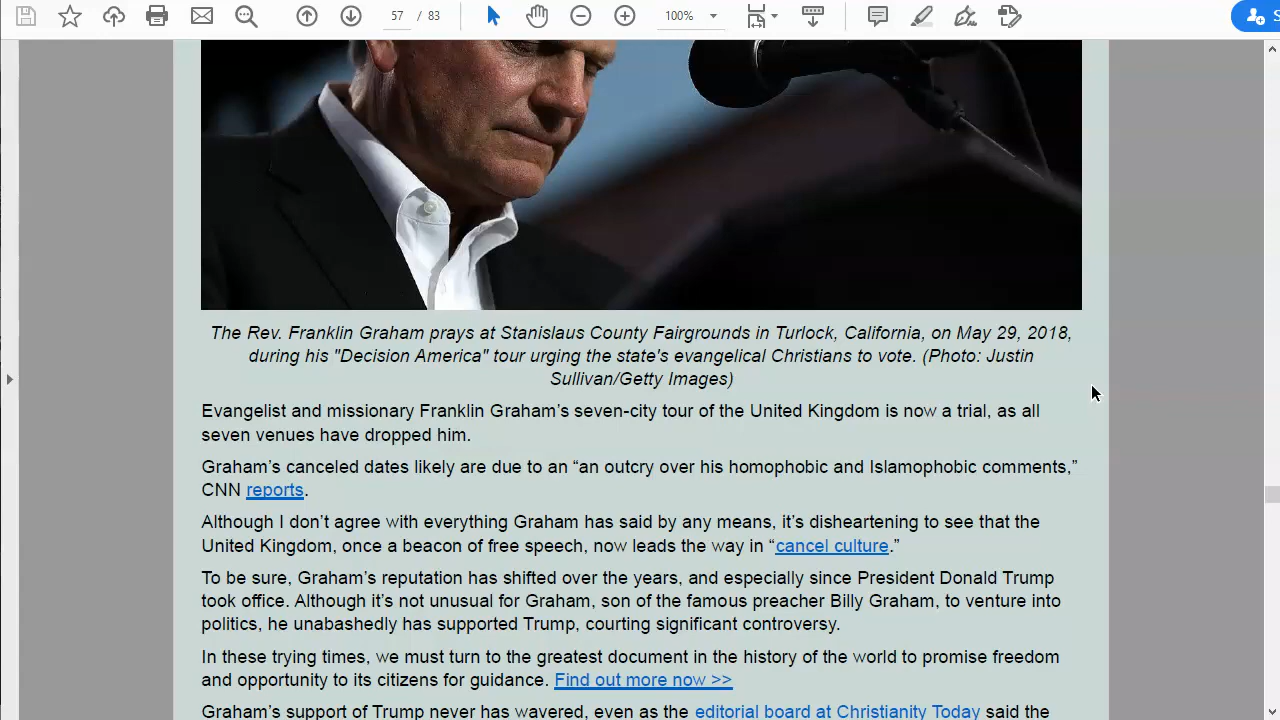 57 / 83
100%
The Rev. Franklin Graham prays at Stanislaus County Fairgrounds in Turlock, California, on May 29, 2018,
during his "Decision America" tour urging the state's evangelical Christians to vote. (Photo: Justin
Sullivan/Getty Images)
Evangelist and missionary Franklin Graham’s seven-city tour of the United Kingdom is now a trial, as all
seven venues have dropped him.
Graham’s canceled dates likely are due to an “an outcry over his homophobic and Islamophobic comments,”
CNN reports.
Although I don’t agree with everything Graham has said by any means, it’s disheartening to see that the
United Kingdom, once a beacon of free speech, now leads the way in “cancel culture.”
To be sure, Graham’s reputation has shifted over the years, and especially since President Donald Trump
took office. Although it’s not unusual for Graham, son of the famous preacher Billy Graham, to venture into
politics, he unabashedly has supported Trump, courting significant controversy.
In these trying times, we must turn to the greatest document in the history of the world to promise freedom
and opportunity to its citizens for guidance. Find out more now >>
Graham’s support of Trump never has wavered, even as the editorial board at Christianity Today said the